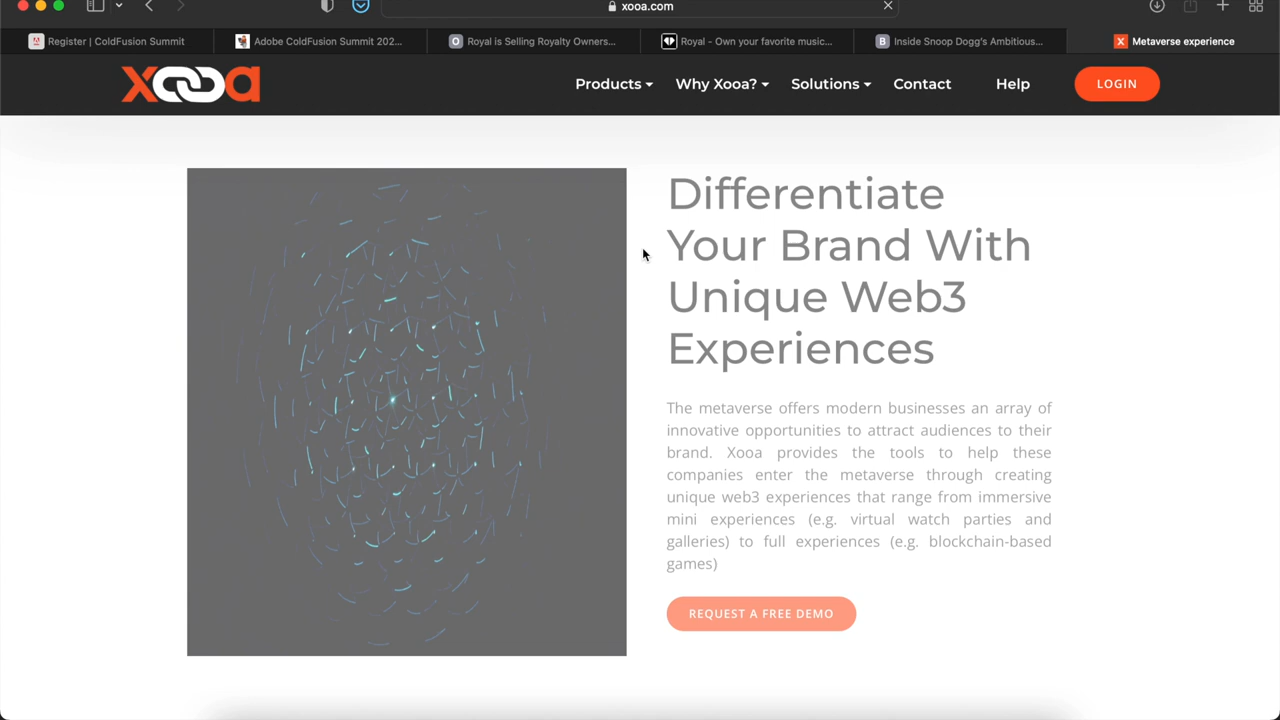 xooa.com
Register | ColdFusion Summit
Adobe ColdFusion Summit 202...
Royal is Selling Royalty Owners...
Royal - Own your favorite music...
Inside Snoop Dogg's Ambitious...
Metaverse experience
xooa
Products
Why Xooa?
Solutions
Contact
Help
LOGIN
Differentiate
Your Brand With
Unique Web3
Experiences
The metaverse offers modern businesses an array of
innovative opportunities to attract audiences to their
brand. Xooa provides the tools to help these
companies enter the metaverse through creating
unique web3 experiences that range from immersive
mini experiences (e.g. virtual watch parties and
galleries) to full experiences (e.g. blockchain-based
games)
REQUEST A FREE DEMO